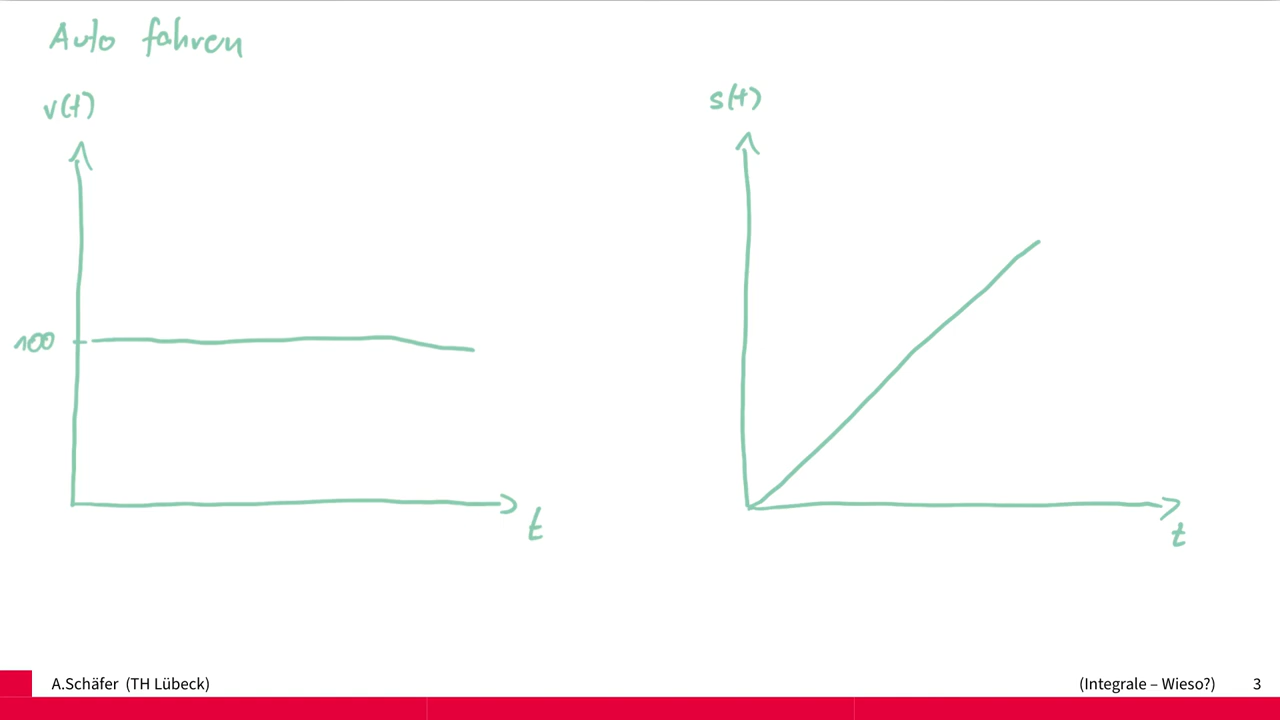 Auto fahren
v(t)
s(t)
100
t
t
A.Schäfer (TH Lübeck)
(Integrale – Wieso?)
3